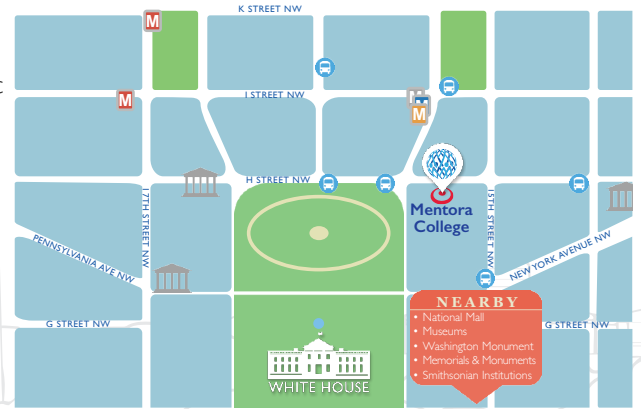 K STREET NW
C
M
I STREET NW
M
M
H STREET NW
Mentora
College
17TH STREET NW
15TH STREET NW
PENNSYLVANIA AVE NW
NEW YORK AVENUE NW
G STREET NW
G STREET NW
NEARBY
• National Mall
• Museums
• Washington Monument
• Memorials & Monuments
• Smithsonian Institutions
WHITE HOUSE